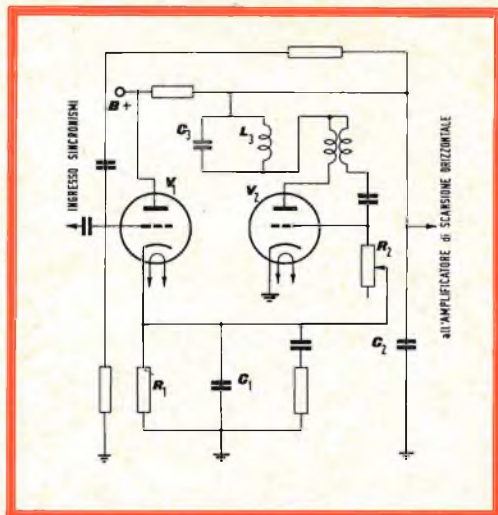 INGRESSO SINCRONISMI
B+
C₃
L₃
V₁
V₂
R₂
all'AMPLIFICATORE di SCANSIONE ORIZZONTALE
R₁
C₁
C₂